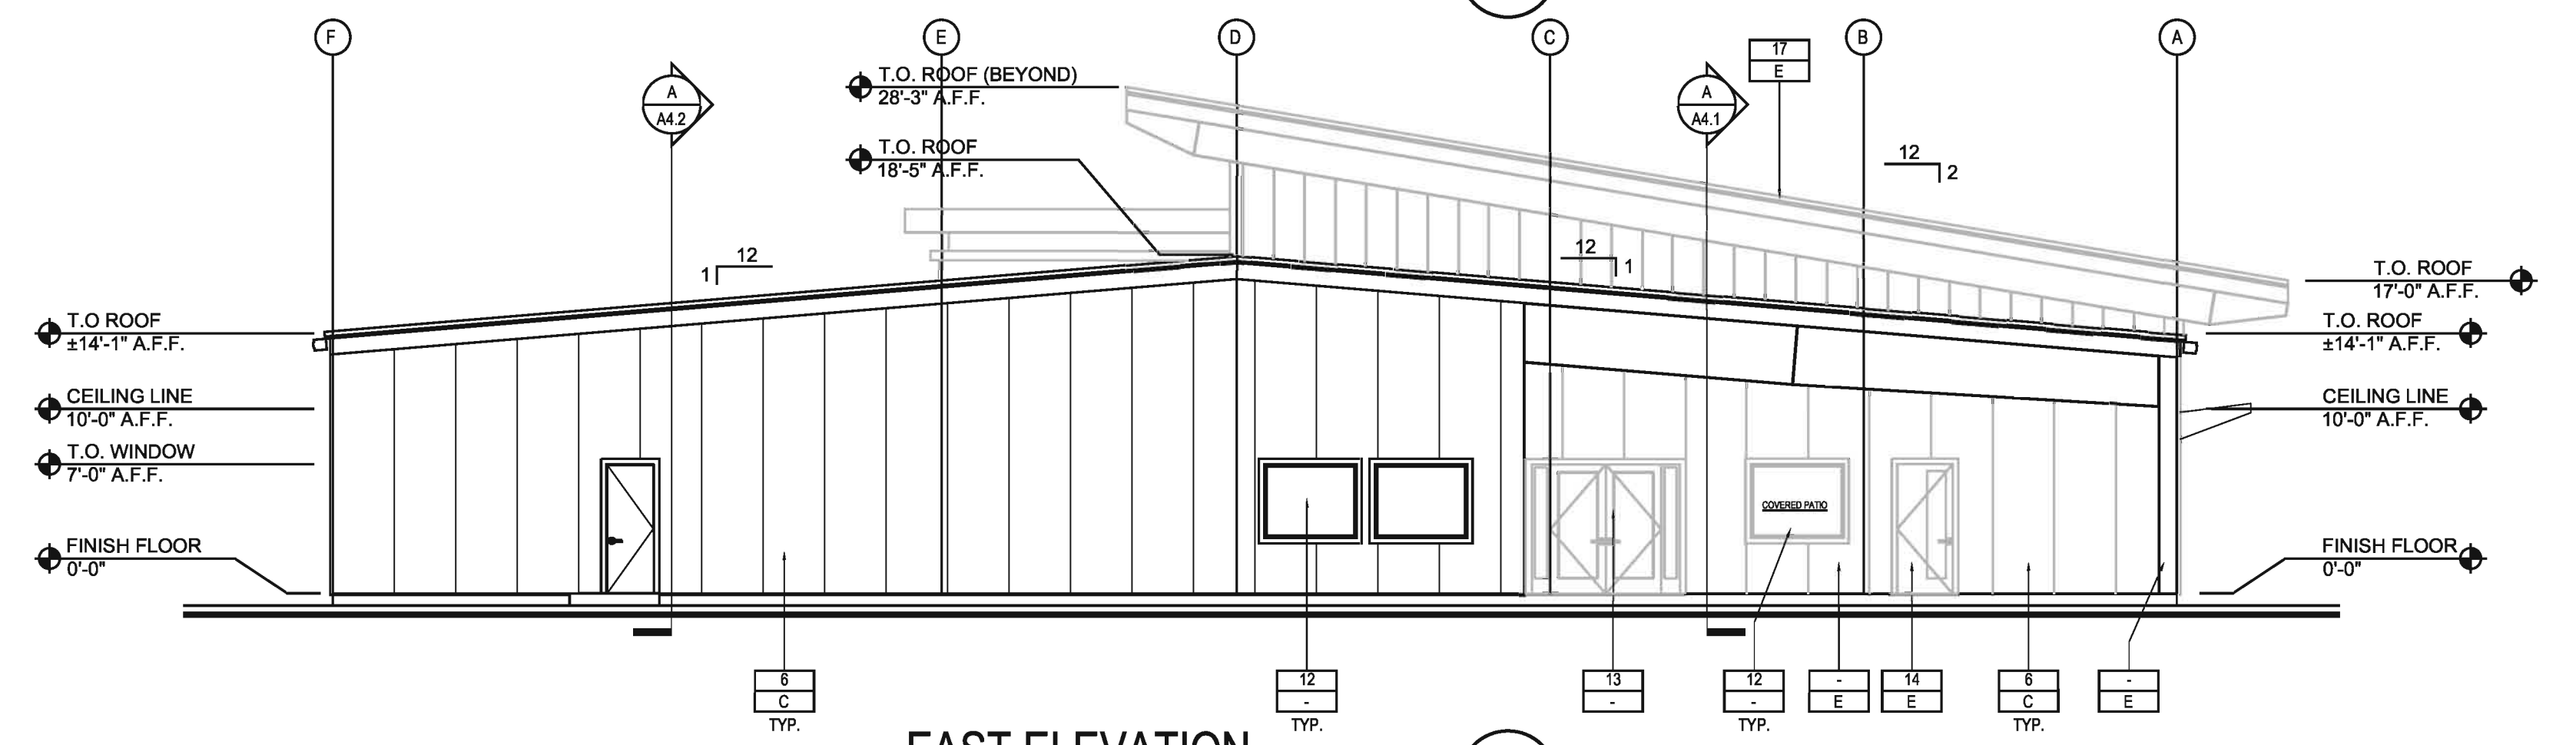 F
E
D
C
B
A
17
E
A
A4.2
T.O. ROOF (BEYOND)
28'-3" A.F.F.
A
A4.1
T.O. ROOF
18'-5" A.F.F.
12
2
12
1
12
1
T.O. ROOF
17'-0" A.F.F.
T.O ROOF
±14'-1" A.F.F.
T.O. ROOF
±14'-1" A.F.F.
CEILING LINE
10'-0" A.F.F.
CEILING LINE
10'-0" A.F.F.
T.O. WINDOW
7'-0" A.F.F.
COVERED PATIO
FINISH FLOOR
0'-0"
FINISH FLOOR
0'-0"
6
C
TYP.
12
-
TYP.
13
-
12
-
TYP.
-
E
14
E
6
C
TYP.
-
E
EAST ELEVATION